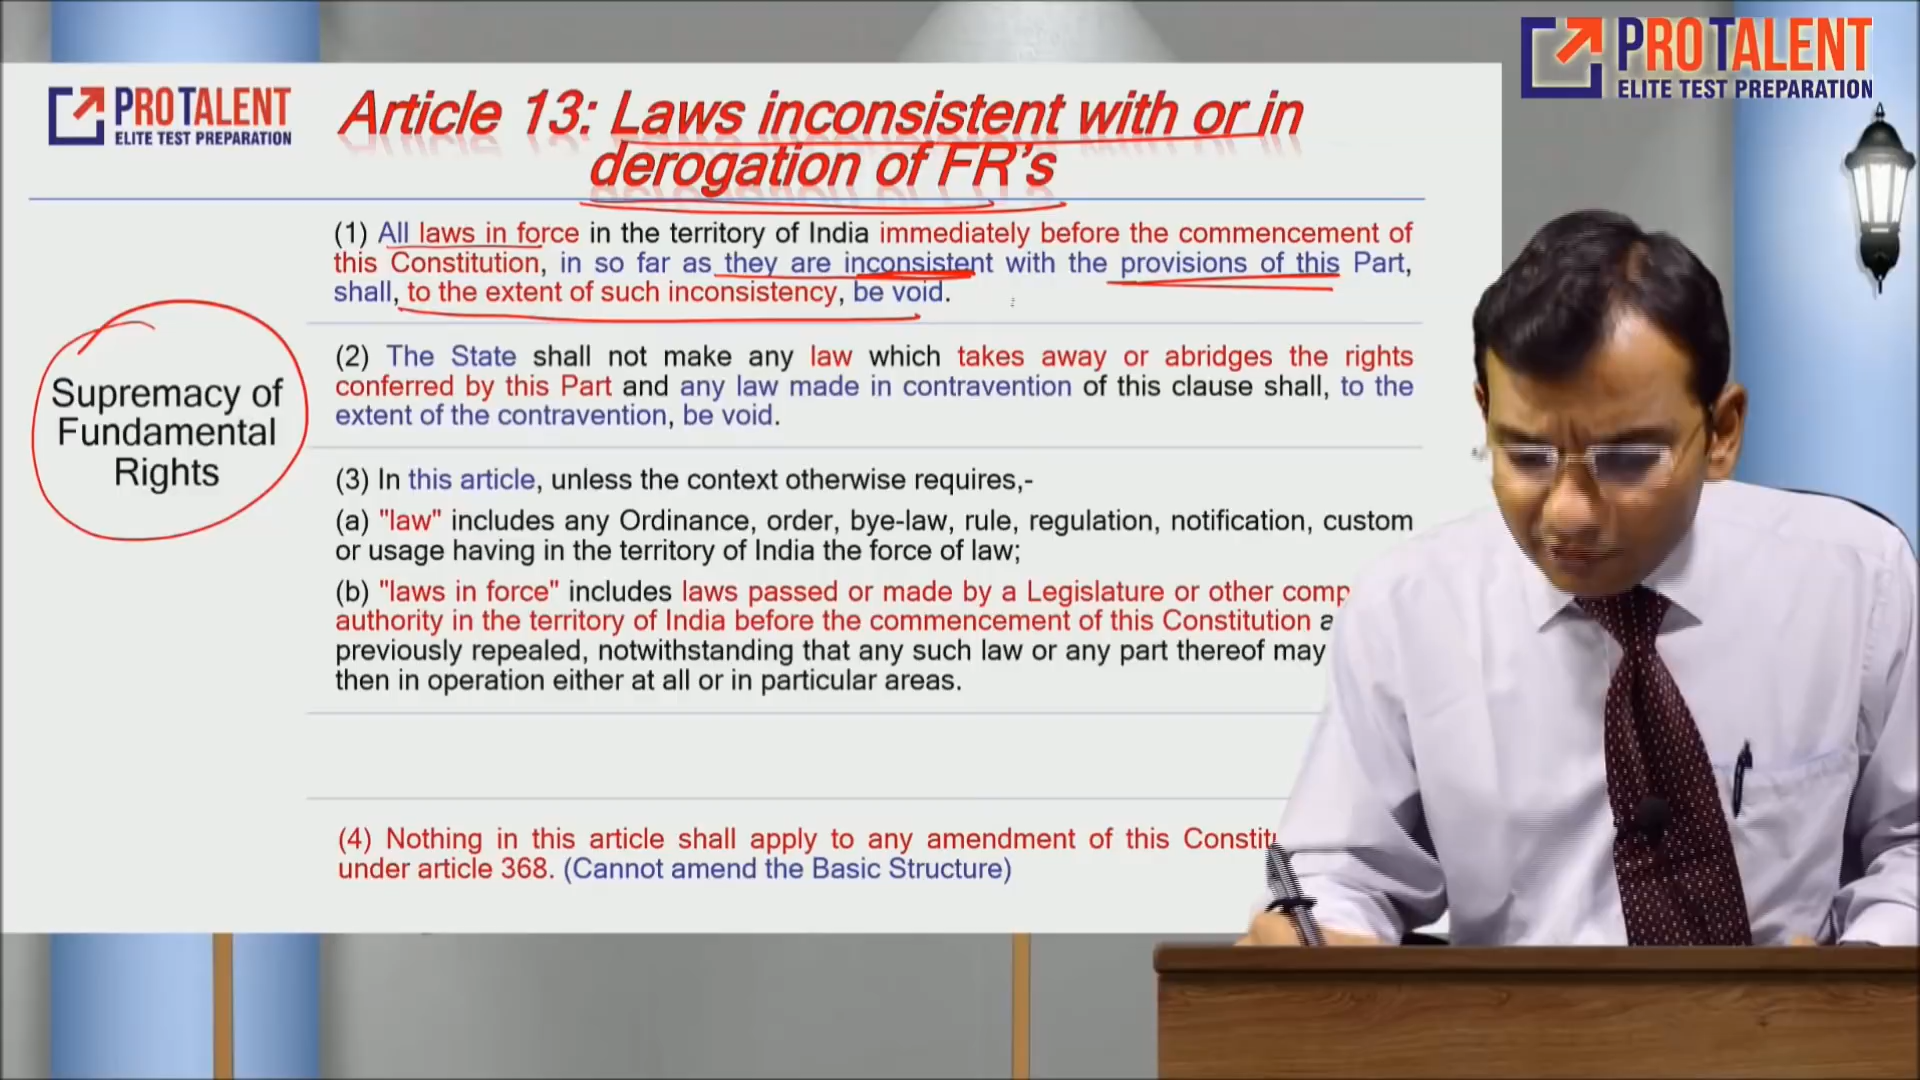 PROTALENT
ELITE TEST PREPARATION
PROTALENT
ELITE TEST PREPARATION
Article 13: Laws inconsistent with or in
derogation of FR's
(1) All laws in force in the territory of India immediately before the commencement of
this Constitution, in so far as they are inconsistent with the provisions of this Part,
shall, to the extent of such inconsistency, be void.
Supremacy of
Fundamental
Rights
(2) The State shall not make any law which takes away or abridges the rights
conferred by this Part and any law made in contravention of this clause shall, to the
extent of the contravention, be void.
(3) In this article, unless the context otherwise requires,-
(a) "law" includes any Ordinance, order, bye-law, rule, regulation, notification, custom
or usage having in the territory of India the force of law;
(b) "laws in force" includes laws passed or made by a Legislature or other comp
authority in the territory of India before the commencement of this Constitution a
previously repealed, notwithstanding that any such law or any part thereof may
then in operation either at all or in particular areas.
(4) Nothing in this article shall apply to any amendment of this Constit
under article 368. (Cannot amend the Basic Structure)